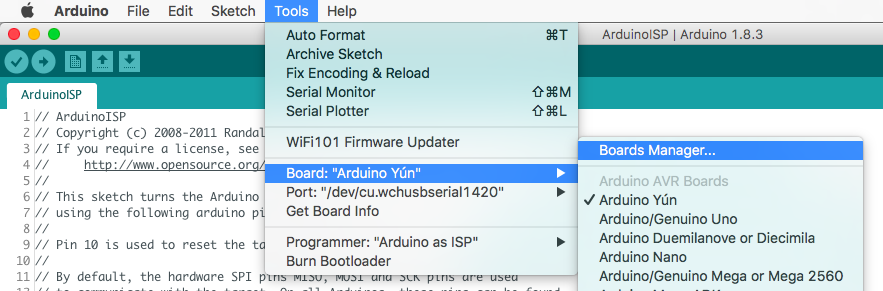 Arduino File Edit Sketch Tools Help
ArduinoISP | Arduino 1.8.3
Auto Format ⌘T
Archive Sketch
Fix Encoding & Reload
Serial Monitor ⇧⌘M
Serial Plotter ⇧⌘L
WiFi101 Firmware Updater
Board: "Arduino Yún"
Port: "/dev/cu.wchusbserial1420"
Get Board Info
Programmer: "Arduino as ISP"
Burn Bootloader
Boards Manager...
Arduino AVR Boards
✓ Arduino Yún
Arduino/Genuino Uno
Arduino Duemilanove or Diecimila
Arduino Nano
Arduino/Genuino Mega or Mega 2560
ArduinoISP
1 // ArduinoISP
2 // Copyright (c) 2008-2011 Randal
3 // If you require a license, see
4 // http://www.opensource.org/
5 //
6 // This sketch turns the Arduino
7 // using the following arduino pi
8 //
9 // Pin 10 is used to reset the ta
10 //
11 // By default, the hardware SPI pins MISO, MOSI and SCK pins are used